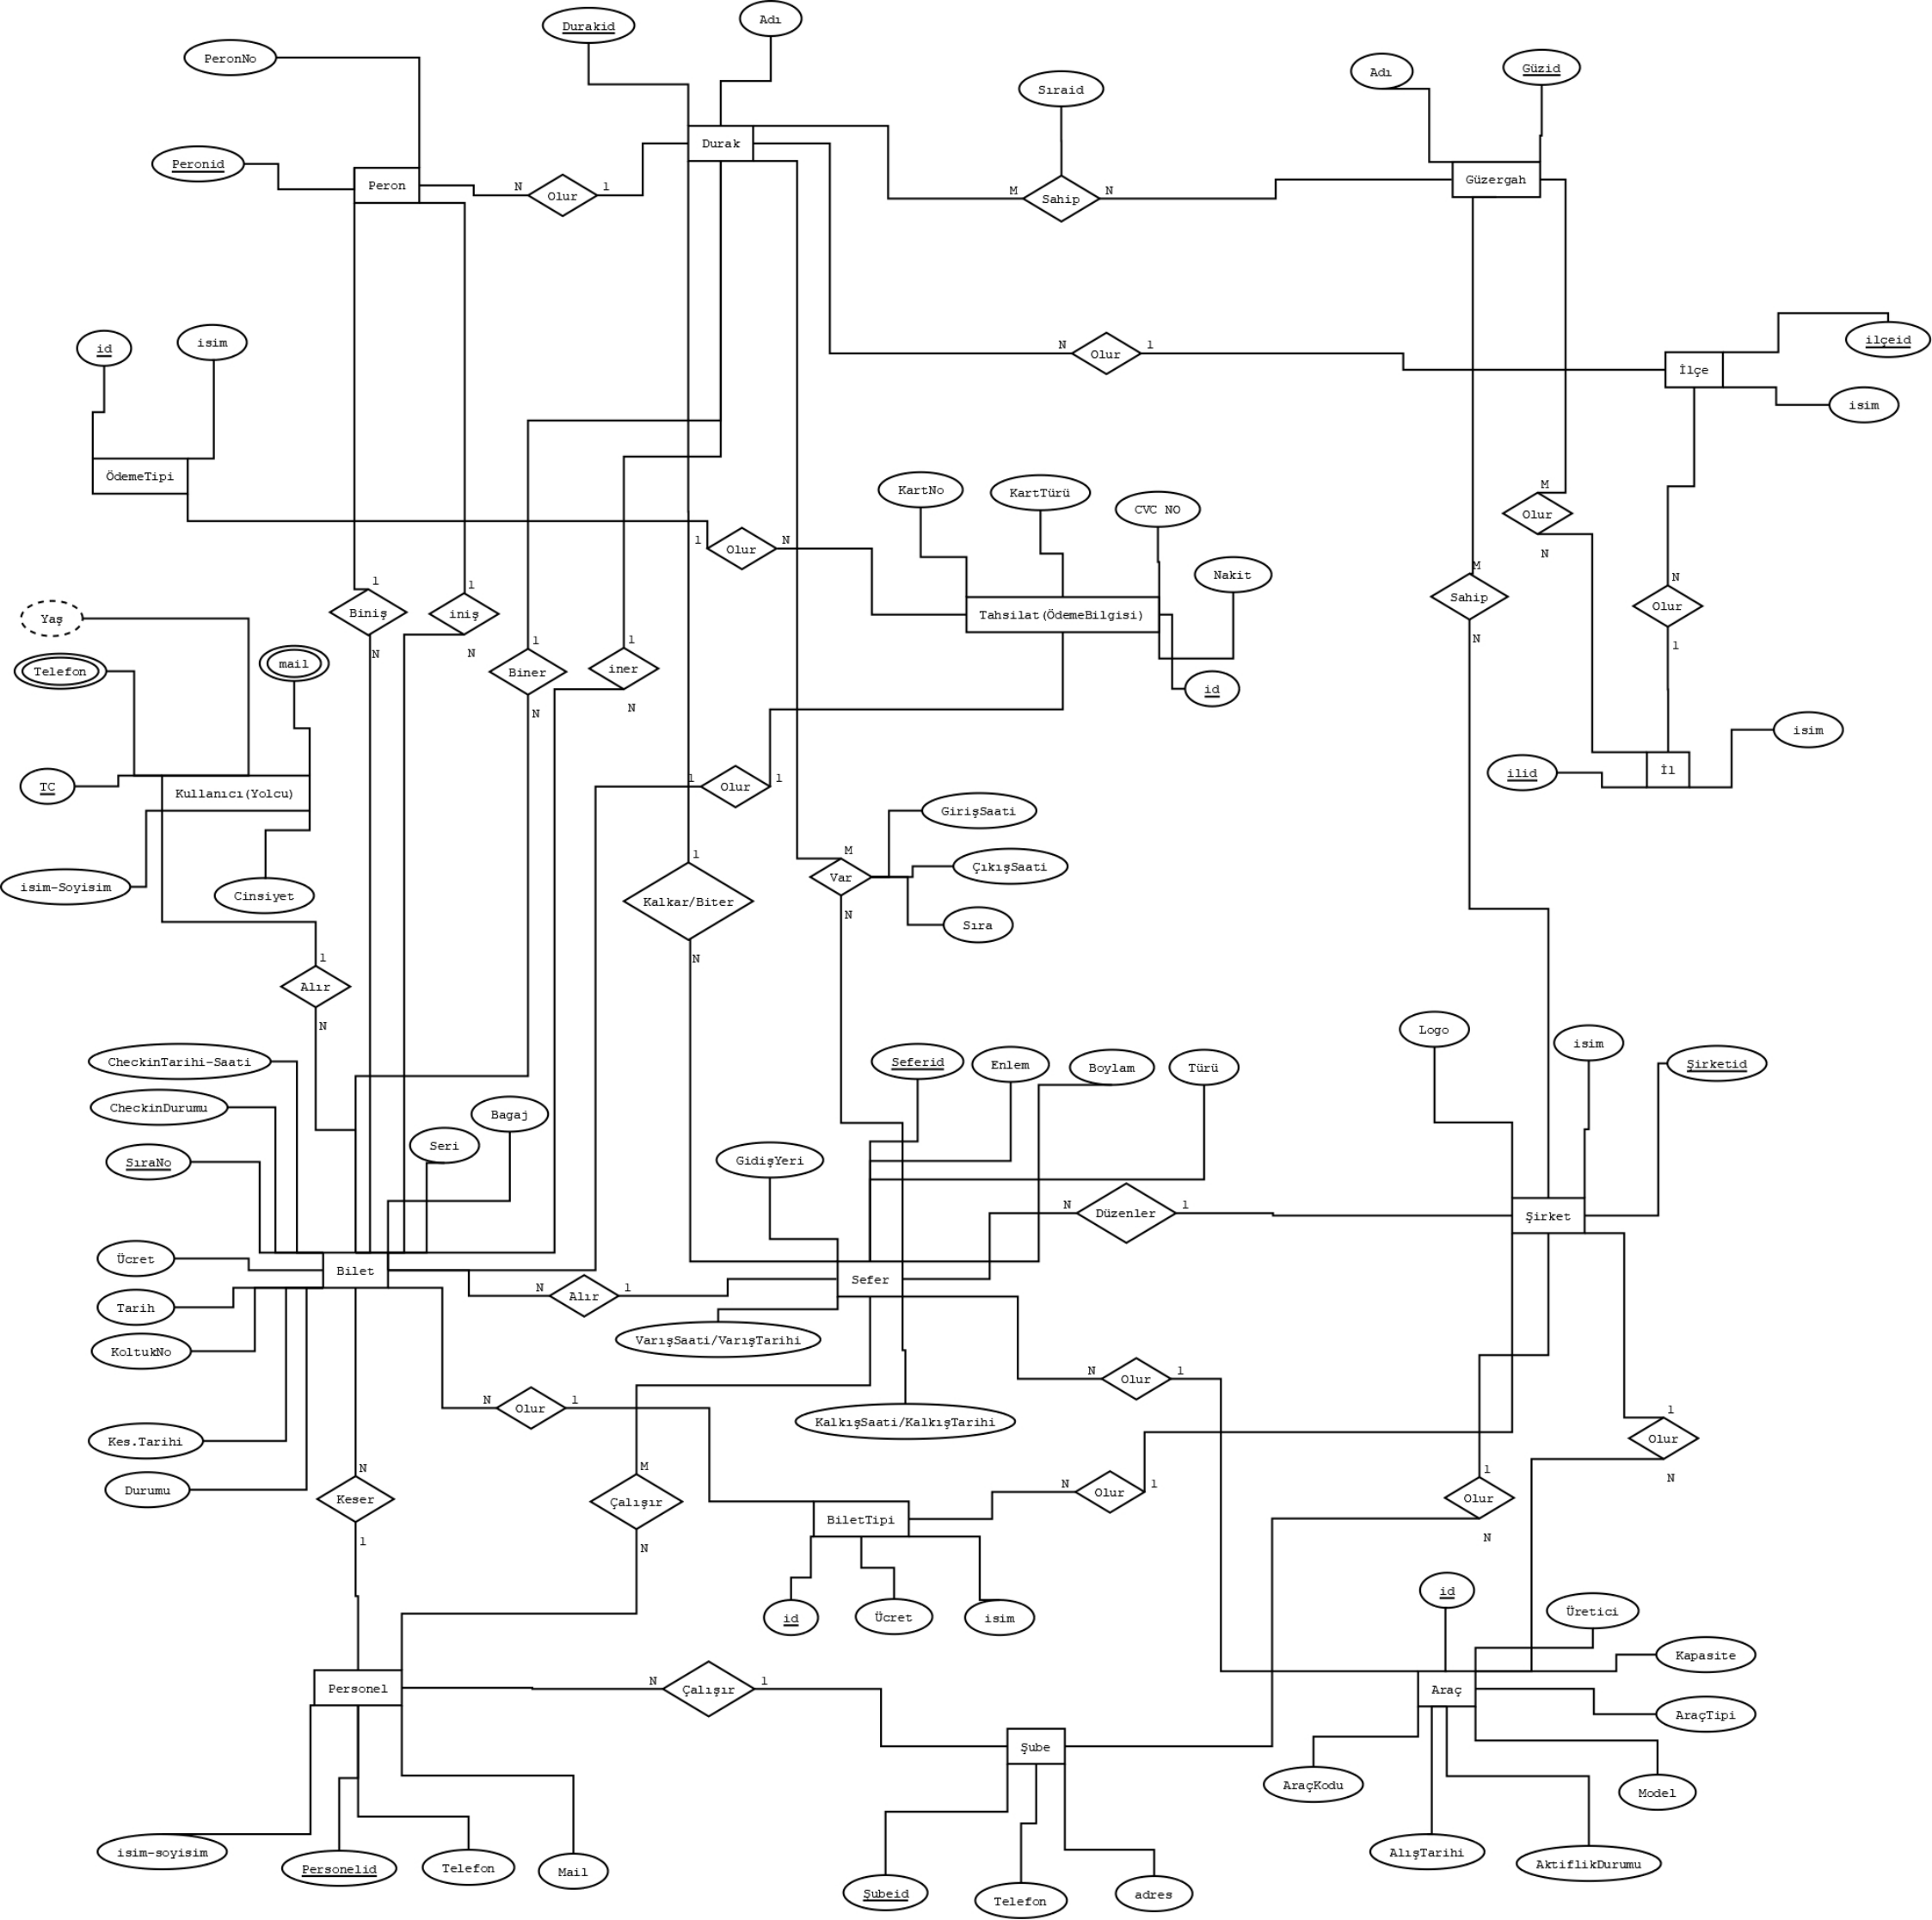 Durakid
Adı
PeronNo
Adı
Güzid
Sıraid
Durak
Peronid
Peron
N
Olur
1
M
Sahip
N
Güzergah
id
isim
N
Olur
1
ilçeid
İlçe
isim
ÖdemeTipi
KartNo
KartTürü
CVC NO
M
Olur
N
1
Olur
N
Nakit
Tahsilat(ÖdemeBilgisi)
M
Sahip
N
N
Olur
1
1
Biniş
N
1
iniş
N
Yaş
Telefon
mail
1
Biner
N
1
iner
N
id
isim
ilid
İl
TC
Kullanıcı(Yolcu)
1
Olur
1
GirişSaati
isim-Soyisim
Cinsiyet
1
Kalkar/Biter
N
M
Var
N
ÇıkışSaati
Sıra
1
Alır
N
Logo
isim
CheckinTarihi-Saati
Seferid
Enlem
Boylam
Türü
Şirketid
CheckinDurumu
Bagaj
Seri
SıraNo
GidişYeri
N
Düzenler
1
Şirket
Ücret
Bilet
Sefer
Tarih
N
Alır
1
VarışSaati/VarışTarihi
KoltukNo
N
Olur
1
N
Olur
1
KalkışSaati/KalkışTarihi
1
Olur
N
Kes.Tarihi
Durumu
N
Keser
1
M
Çalışır
N
BiletTipi
N
Olur
1
1
Olur
N
id
Ücret
isim
id
Üretici
Kapasite
Personel
N
Çalışır
1
Araç
AraçTipi
Şube
AraçKodu
Model
isim-soyisim
Personelid
Telefon
Mail
AlışTarihi
AktiflikDurumu
Şubeid
Telefon
adres